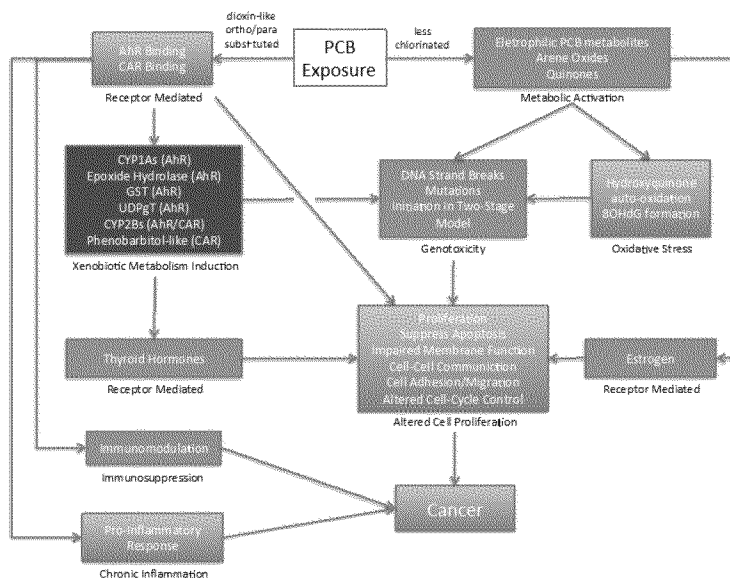 dioxin-like
ortho/para
substituted
PCB
Exposure
less
chlorinated
AhR Binding
CAR Binding
Receptor Mediated
Eletrophilic PCB metabolites
Arene Oxides
Quinones
Metabolic Activation
CYP1As (AhR)
Epoxide Hydrolase (AhR)
GST (AhR)
UDPgT (AhR)
CYP2Bs (AhR/CAR)
Phenobarbitol-like (CAR)
Xenobiotic Metabolism Induction
DNA Strand Breaks
Mutations
Initiation in Two-Stage
Model
Genotoxicity
Hydroxyquinone
auto-oxidation
8OHdG formation
Oxidative Stress
Thyroid Hormones
Receptor Mediated
Proliferation
Suppress Apoptosis
Impaired Membrane Function
Cell-Cell Communiction
Cell Adhesion/Migration
Altered Cell-Cycle Control
Altered Cell Proliferation
Estrogen
Receptor Mediated
Immunomodulation
Immunosuppression
Pro-Inflammatory
Response
Chronic Inflammation
Cancer